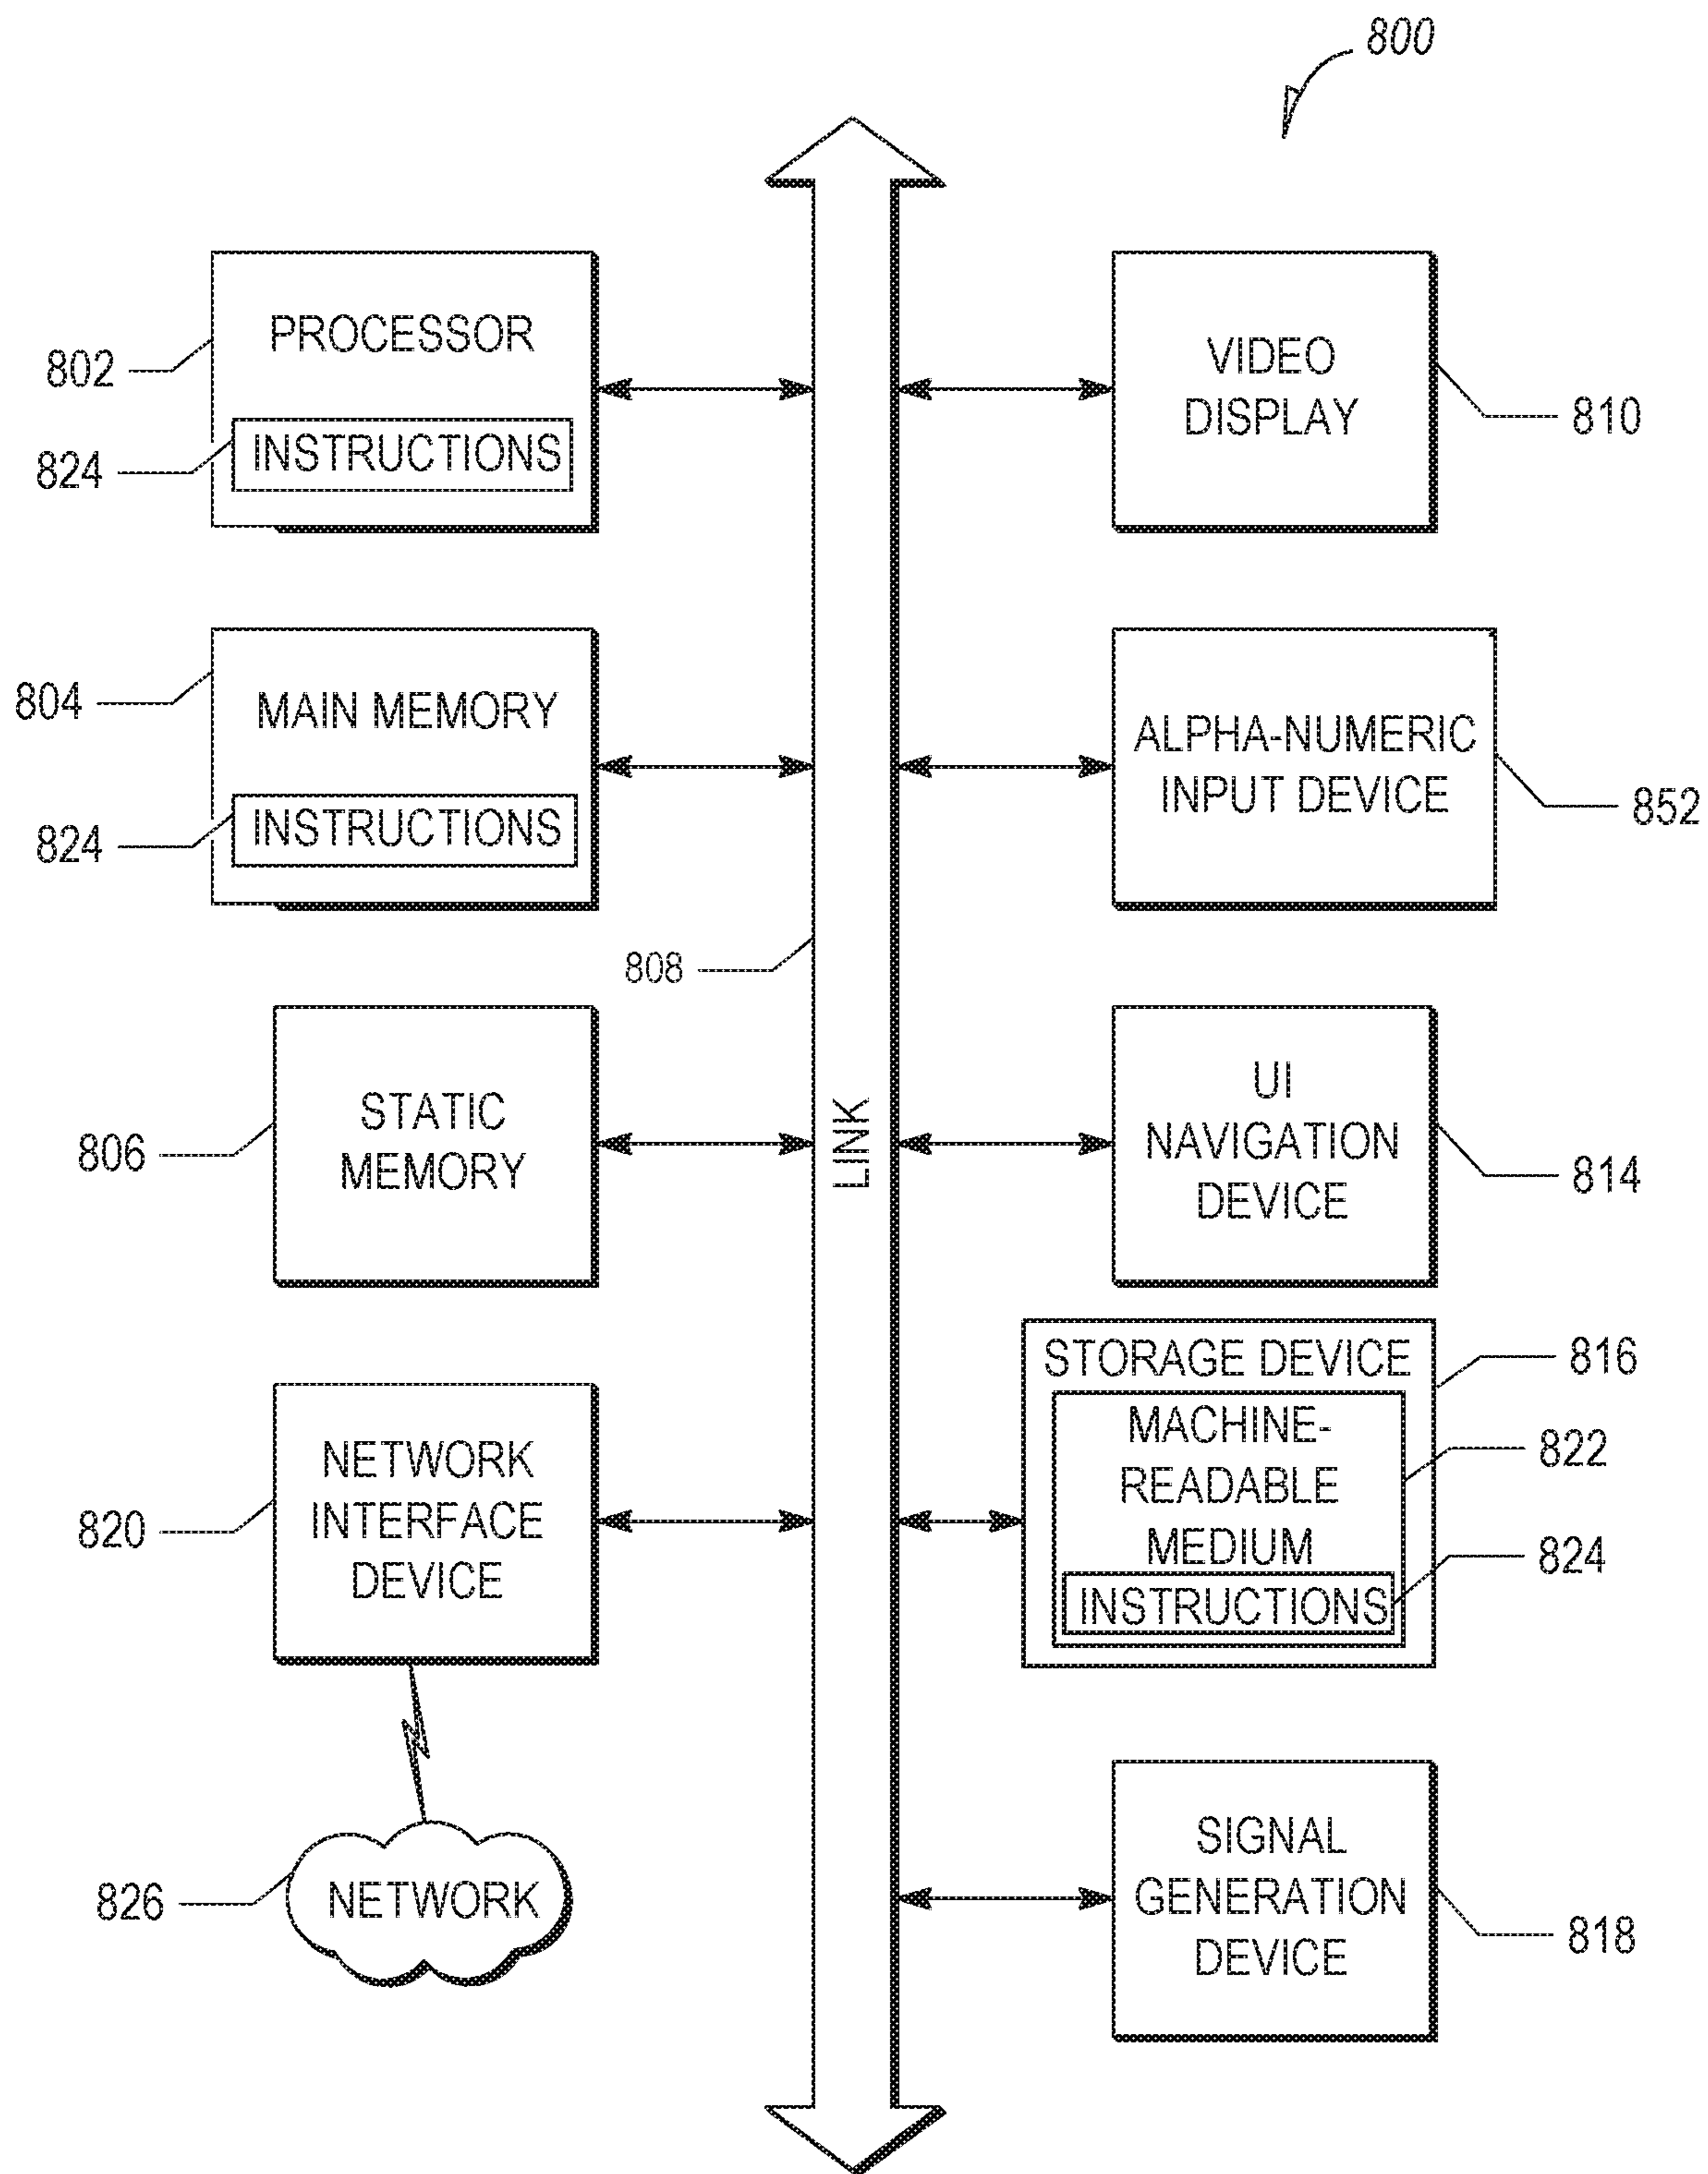 800
PROCESSOR
802
INSTRUCTIONS
824
VIDEO
DISPLAY
810
MAIN MEMORY
804
INSTRUCTIONS
824
ALPHA-NUMERIC
INPUT DEVICE
852
808
LINK
STATIC
MEMORY
806
UI
NAVIGATION
DEVICE
814
NETWORK
INTERFACE
DEVICE
820
STORAGE DEVICE
816
MACHINE-
READABLE
MEDIUM
822
INSTRUCTIONS
824
NETWORK
826
SIGNAL
GENERATION
DEVICE
818